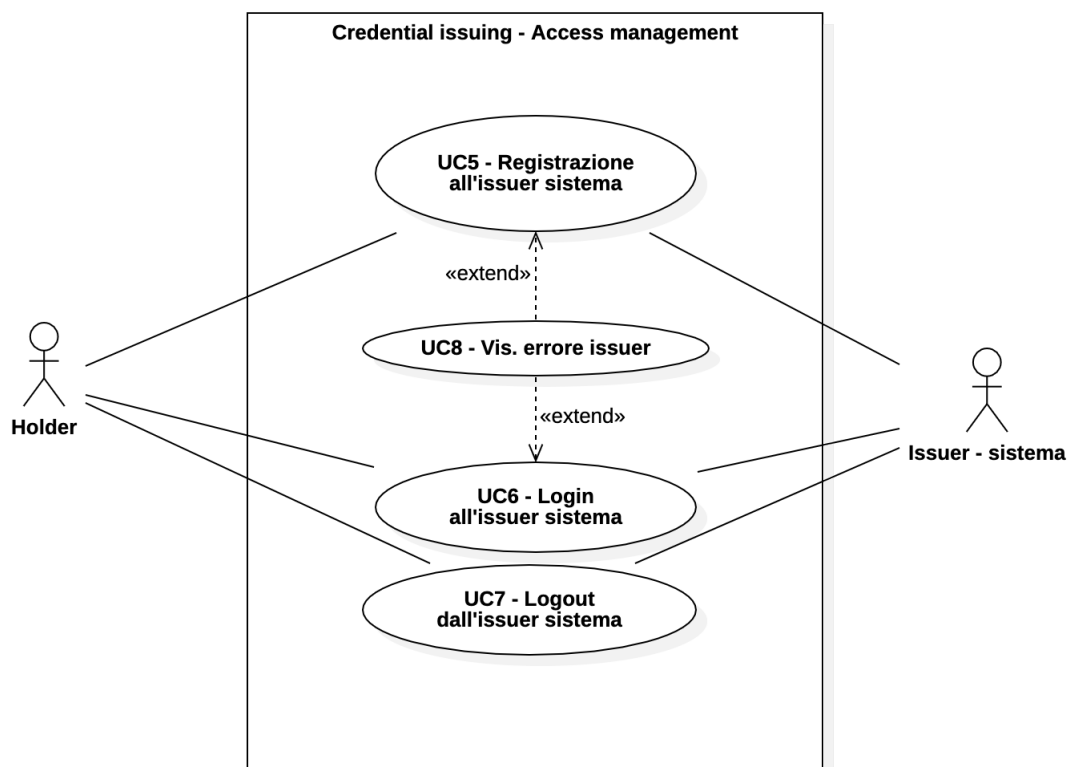 Credential issuing - Access management
UC5 - Registrazione
all'issuer sistema
«extend»
UC8 - Vis. errore issuer
«extend»
Holder
Issuer - sistema
UC6 - Login
all'issuer sistema
UC7 - Logout
dall'issuer sistema